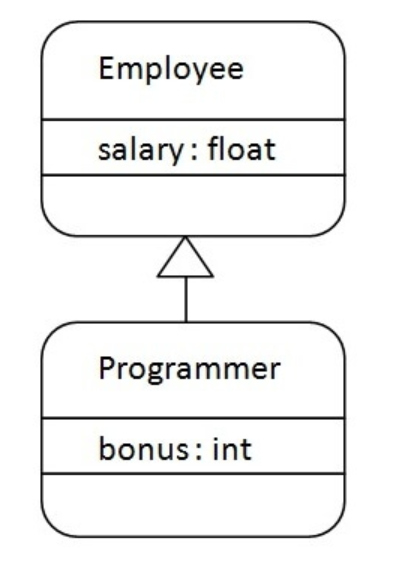 Employee
salary : float
Programmer
bonus : int